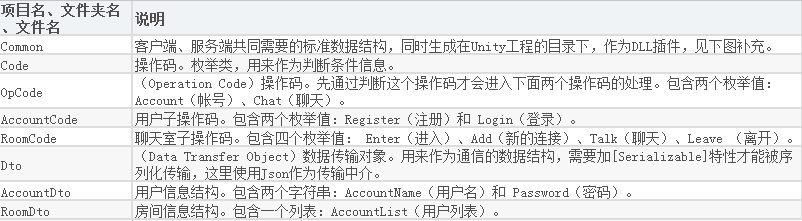 项目名、文件夹名、文件名 说明
Common 客户端、服务端共同需要的标准数据结构，同时生成在Unity工程的目录下，作为DLL插件，见下图补充。
Code 操作码。枚举类，用来作为判断条件信息。
OpCode （Operation Code）操作码。先通过判断这个操作码才会进入下面两个操作码的处理。包含两个枚举值：
Account（帐号）、Chat（聊天）。
AccountCode 用户子操作码。包含两个枚举值：Register（注册）和 Login（登录）。
RoomCode 聊天室子操作码。包含四个枚举值： Enter（进入）、Add（新的连接）、Talk（聊天）、Leave （离开）。
Dto （Data Transfer Object）数据传输对象。用来作为通信的数据结构，需要加[Serializable]特性才能被序
列化传输，这里使用Json作为传输中介。
AccountDto 用户信息结构。包含两个字符串：AccountName（用户名）和 Password（密码）。
RoomDto 房间信息结构。包含一个列表：AccountList（用户列表）。